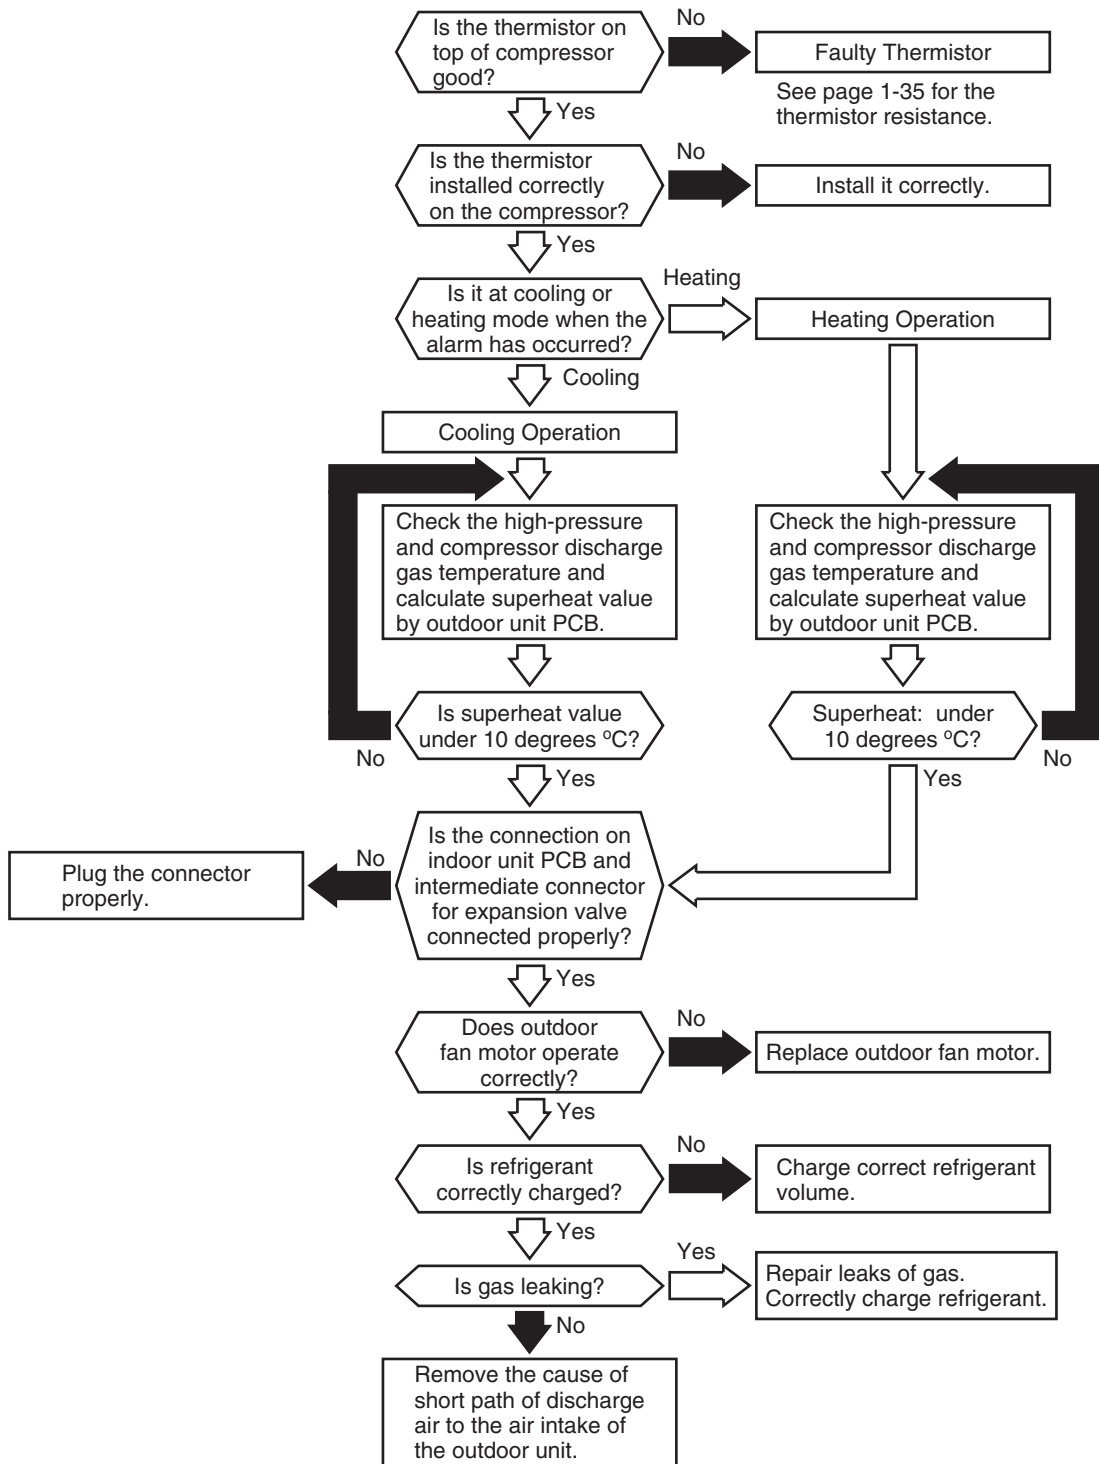 Is the thermistor on
top of compressor
good?
No
Faulty Thermistor
See page 1-35 for the
thermistor resistance.
Yes
Is the thermistor
installed correctly
on the compressor?
No
Install it correctly.
Yes
Is it at cooling or
heating mode when the
alarm has occurred?
Heating
Heating Operation
Cooling
Cooling Operation
Check the high-pressure
and compressor discharge
gas temperature and
calculate superheat value
by outdoor unit PCB.
Check the high-pressure
and compressor discharge
gas temperature and
calculate superheat value
by outdoor unit PCB.
Is superheat value
under 10 degrees ºC?
No
Yes
Superheat: under
10 degrees ºC?
No
Yes
Is the connection on
indoor unit PCB and
intermediate connector
for expansion valve
connected properly?
No
Plug the connector
properly.
Yes
Does outdoor
fan motor operate
correctly?
No
Replace outdoor fan motor.
Yes
Is refrigerant
correctly charged?
No
Charge correct refrigerant
volume.
Yes
Is gas leaking?
Yes
Repair leaks of gas.
Correctly charge refrigerant.
No
Remove the cause of
short path of discharge
air to the air intake of
the outdoor unit.